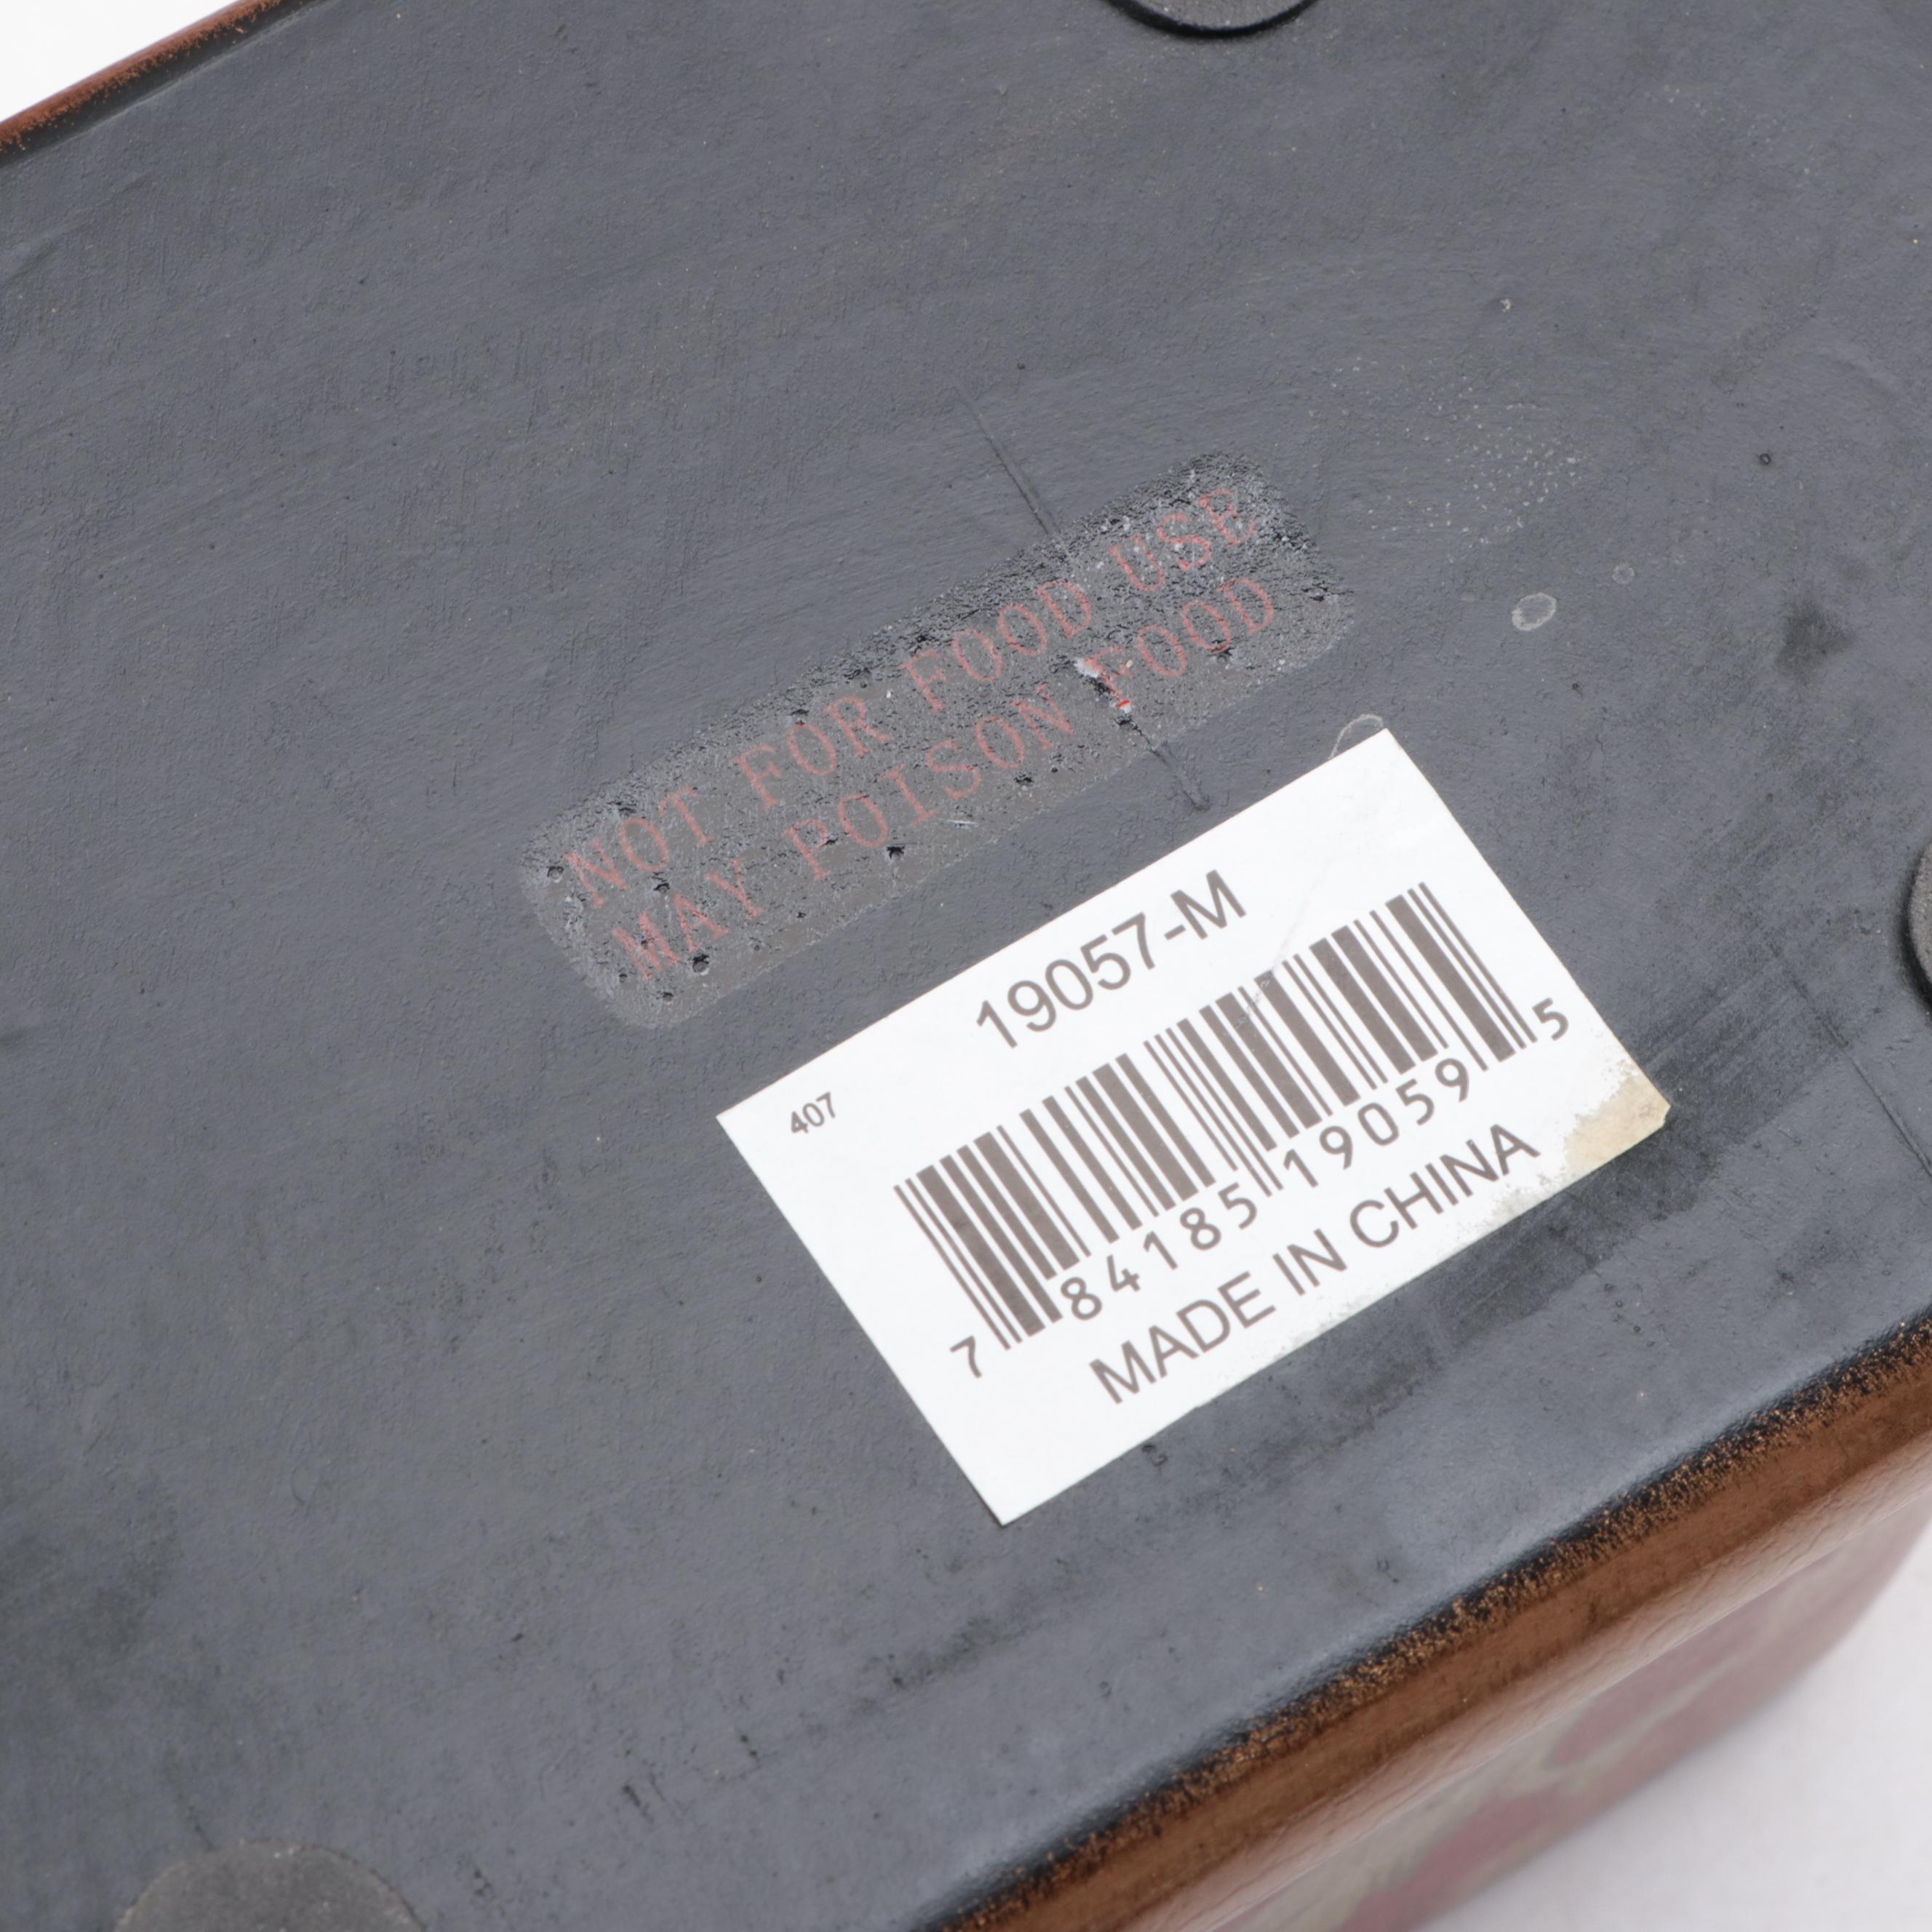 NOT FOR FOOD USE
MAY POISON FOOD
407
19057-M
7 84185 19059 5
MADE IN CHINA